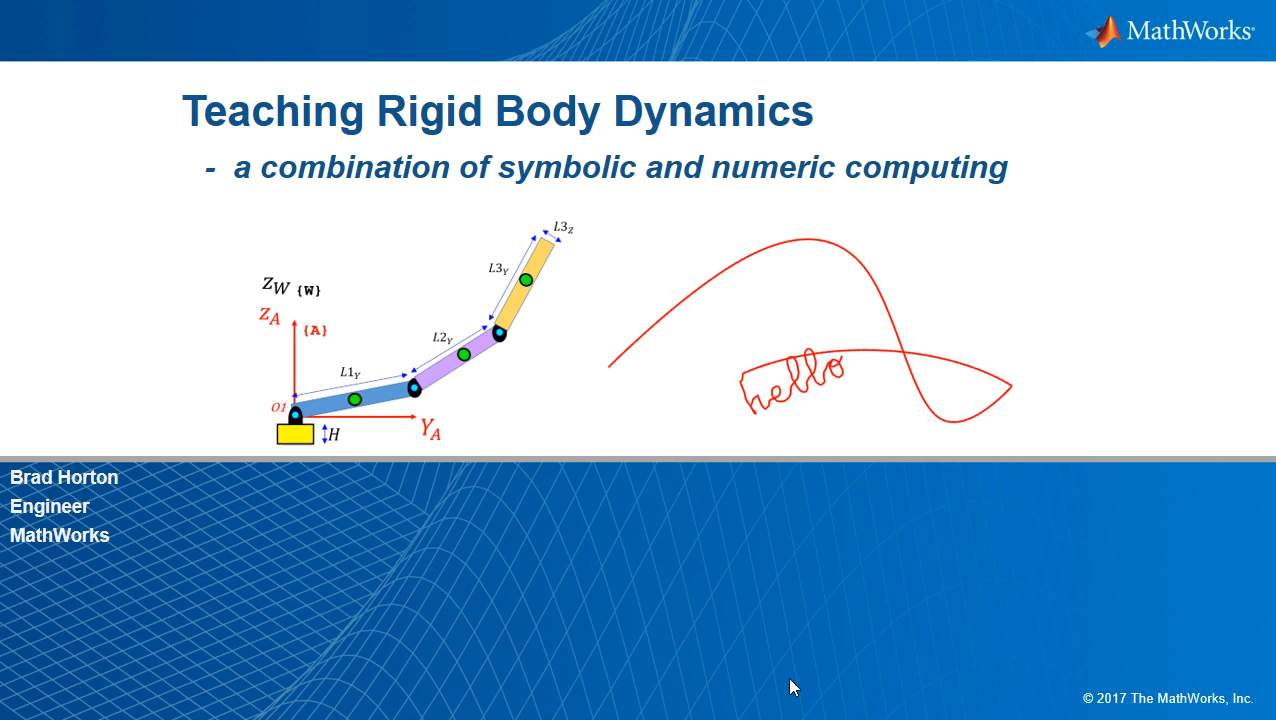 MathWorks®
Teaching Rigid Body Dynamics
- a combination of symbolic and numeric computing
L3Z
L3Y
ZW {W}
ZA {A}
L2Y
L1Y
hello
O1
YA
H
Brad Horton
Engineer
MathWorks
© 2017 The MathWorks, Inc.